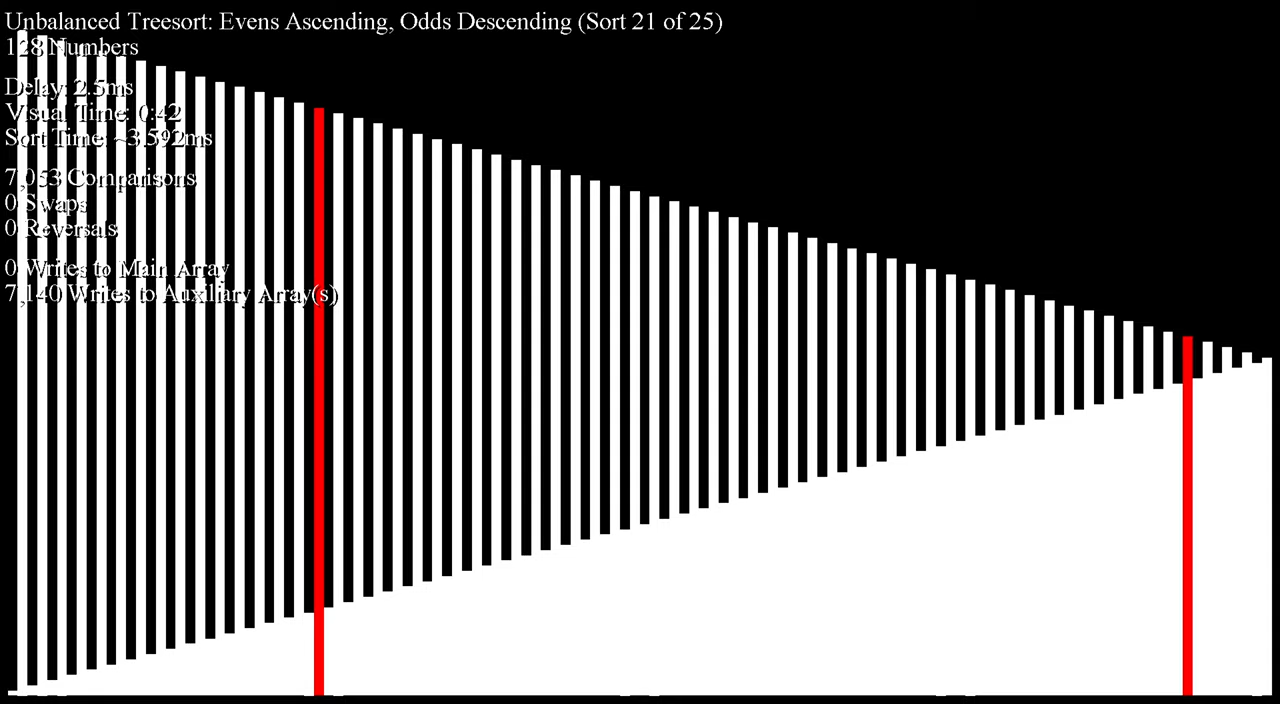 Unbalanced Treesort: Evens Ascending, Odds Descending (Sort 21 of 25)
128 Numbers
Delay: 2.5ms
Visual Time: 0:42
Sort Time: ~3.592ms
7,053 Comparisons
0 Swaps
0 Reversals
0 Writes to Main Array
7,140 Writes to Auxiliary Array(s)